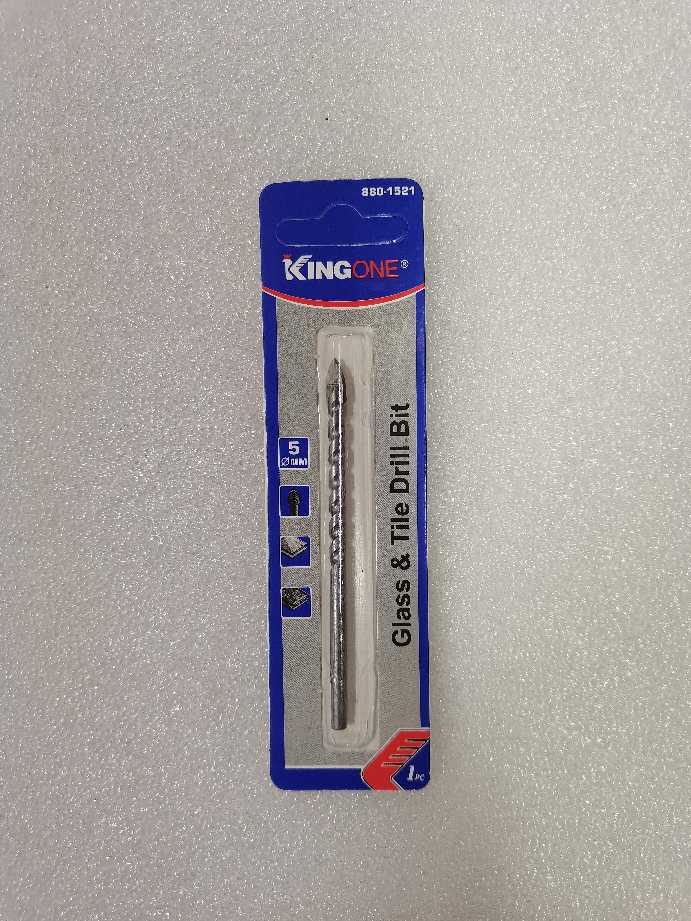 880-1521
KINGONE®
5
ØMM
Glass & Tile Drill Bit
1PC